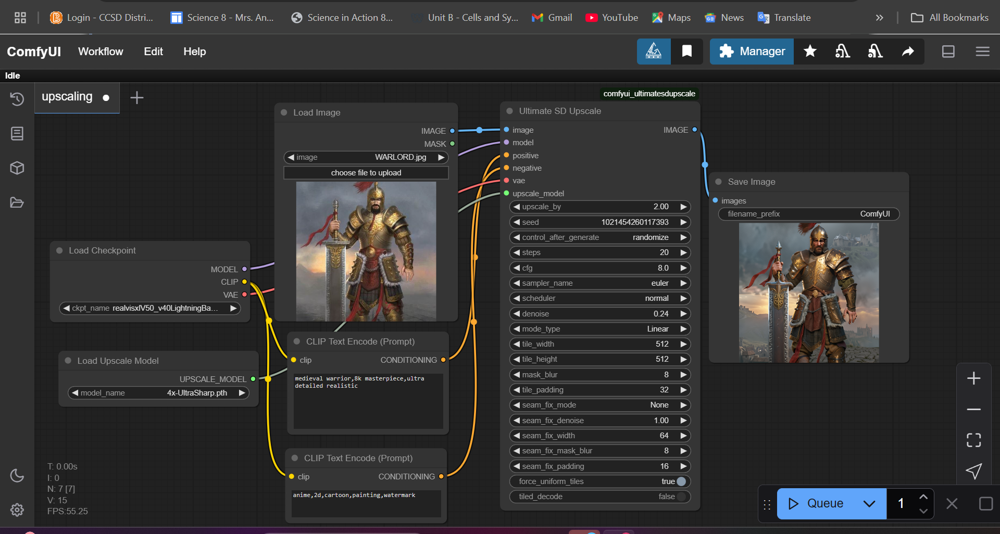 Login - CCSD Distri...
Science 8 - Mrs. An...
Science in Action 8...
Unit B - Cells and Sy...
Gmail
YouTube
Maps
News
Translate
All Bookmarks
ComfyUI
Workflow
Edit
Help
Manager
Idle
upscaling
comfyui_ultimatesdupscale
Load Image
IMAGE
MASK
image WARLORD.jpg
choose file to upload
Ultimate SD Upscale
image IMAGE
model
positive
negative
vae
upscale_model
upscale_by 2.00
seed 1021454260117393
control_after_generate randomize
steps 20
cfg 8.0
sampler_name euler
scheduler normal
denoise 0.24
mode_type Linear
tile_width 512
tile_height 512
mask_blur 8
tile_padding 32
seam_fix_mode None
seam_fix_denoise 1.00
seam_fix_width 64
seam_fix_mask_blur 8
seam_fix_padding 16
force_uniform_tiles true
tiled_decode false
Save Image
images
filename_prefix ComfyUI
Load Checkpoint
MODEL
CLIP
VAE
ckpt_name realvisxlV50_v40LightningBa...
Load Upscale Model
UPSCALE_MODEL
model_name 4x-UltraSharp.pth
CLIP Text Encode (Prompt)
clip CONDITIONING
medieval warrior,8k masterpiece,ultra
detailed realistic
CLIP Text Encode (Prompt)
clip CONDITIONING
anime,2d,cartoon,painting,watermark
T: 0.00s
I: 0
N: 7 [7]
V: 15
FPS:55.25
Queue
1